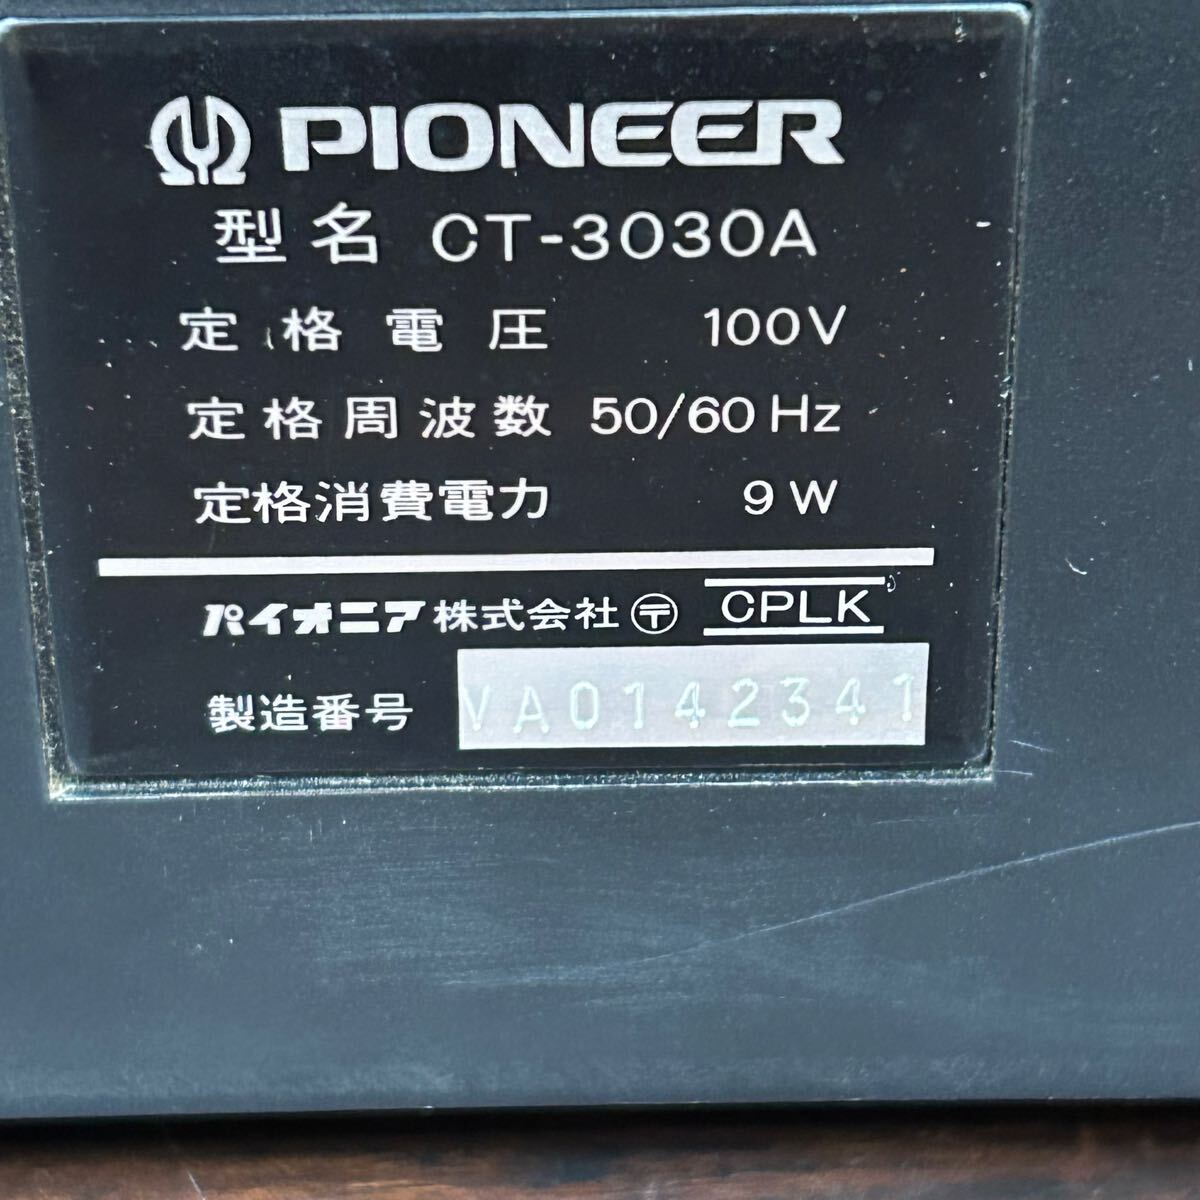 PIONEER
型名 CT-3030A
定格電圧 100V
定格周波数 50/60Hz
定格消費電力 9W
パイオニア株式会社 〶 CPLK
製造番号 VA0142341